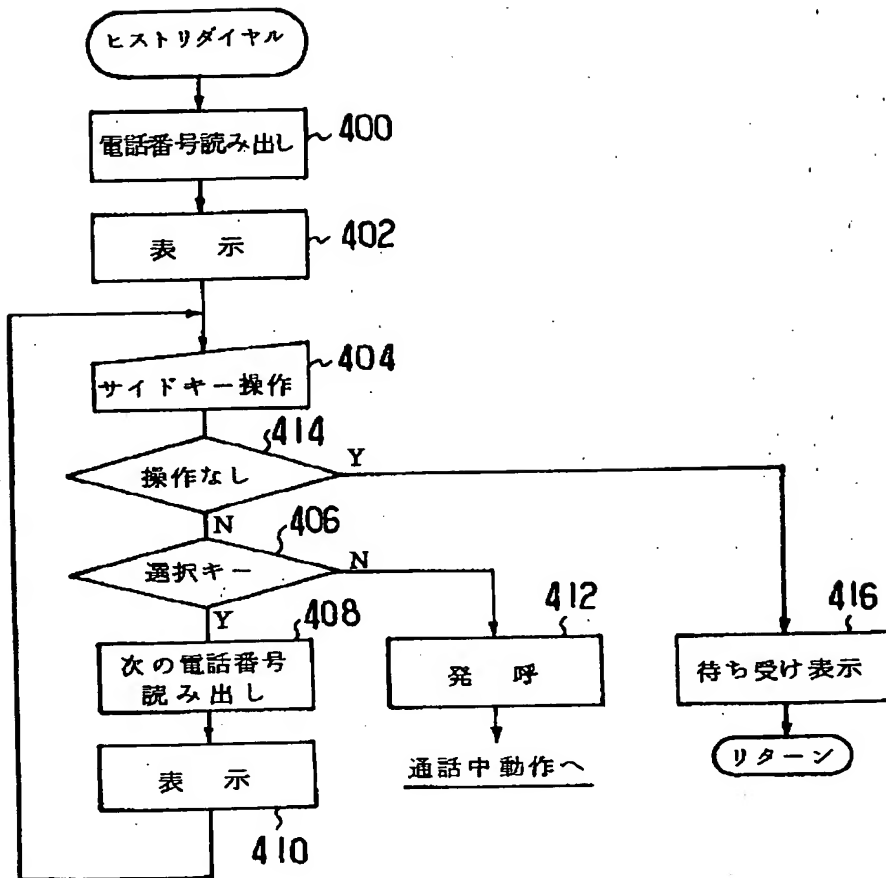 ヒストリダイヤル
電話番号読み出し
400
表 示
402
サイドキー操作
404
414
操作なし
Y
N
406
選択キー
N
Y
408
次の電話番号
読み出し
412
発 呼
416
待ち受け表示
通話中動作へ
リターン
表 示
410